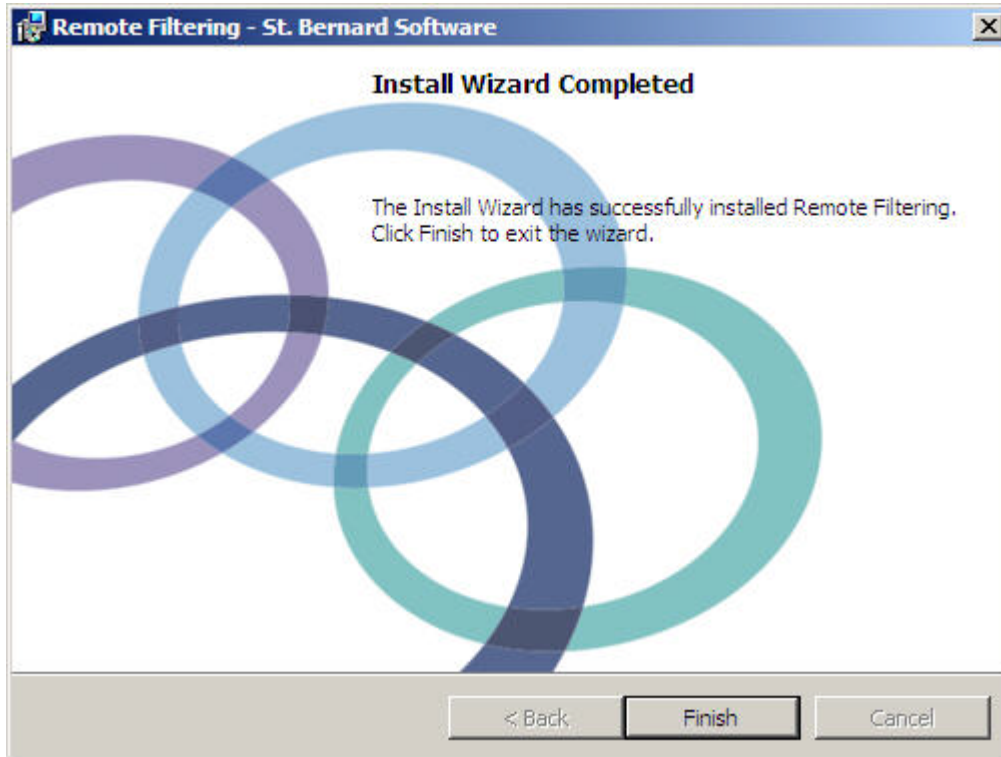 Remote Filtering - St. Bernard Software
Install Wizard Completed
The Install Wizard has successfully installed Remote Filtering.
Click Finish to exit the wizard.
< Back
Finish
Cancel